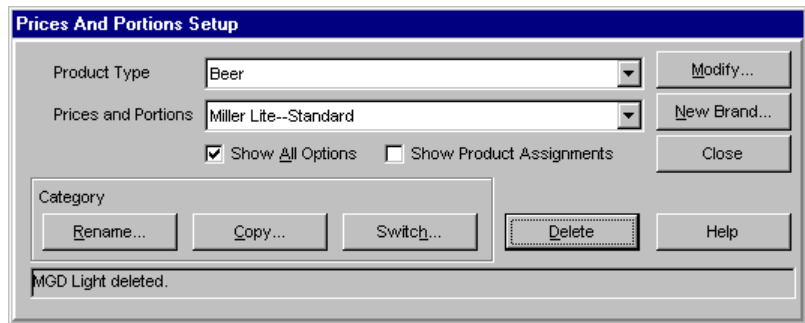 Prices And Portions Setup
Product Type Beer Modify...
Prices and Portions Miller Lite--Standard New Brand...
Show All Options Show Product Assignments Close
Category
Rename... Copy... Switch... Delete Help
MGD Light deleted.